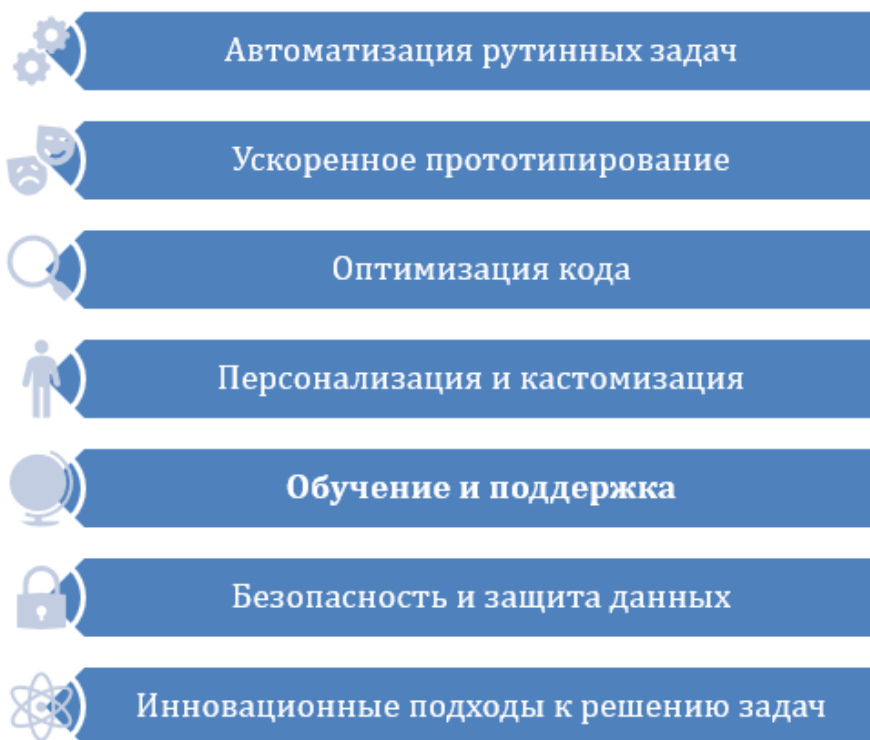 Автоматизация рутинных задач
Ускоренное прототипирование
Оптимизация кода
Персонализация и кастомизация
Обучение и поддержка
Безопасность и защита данных
Инновационные подходы к решению задач